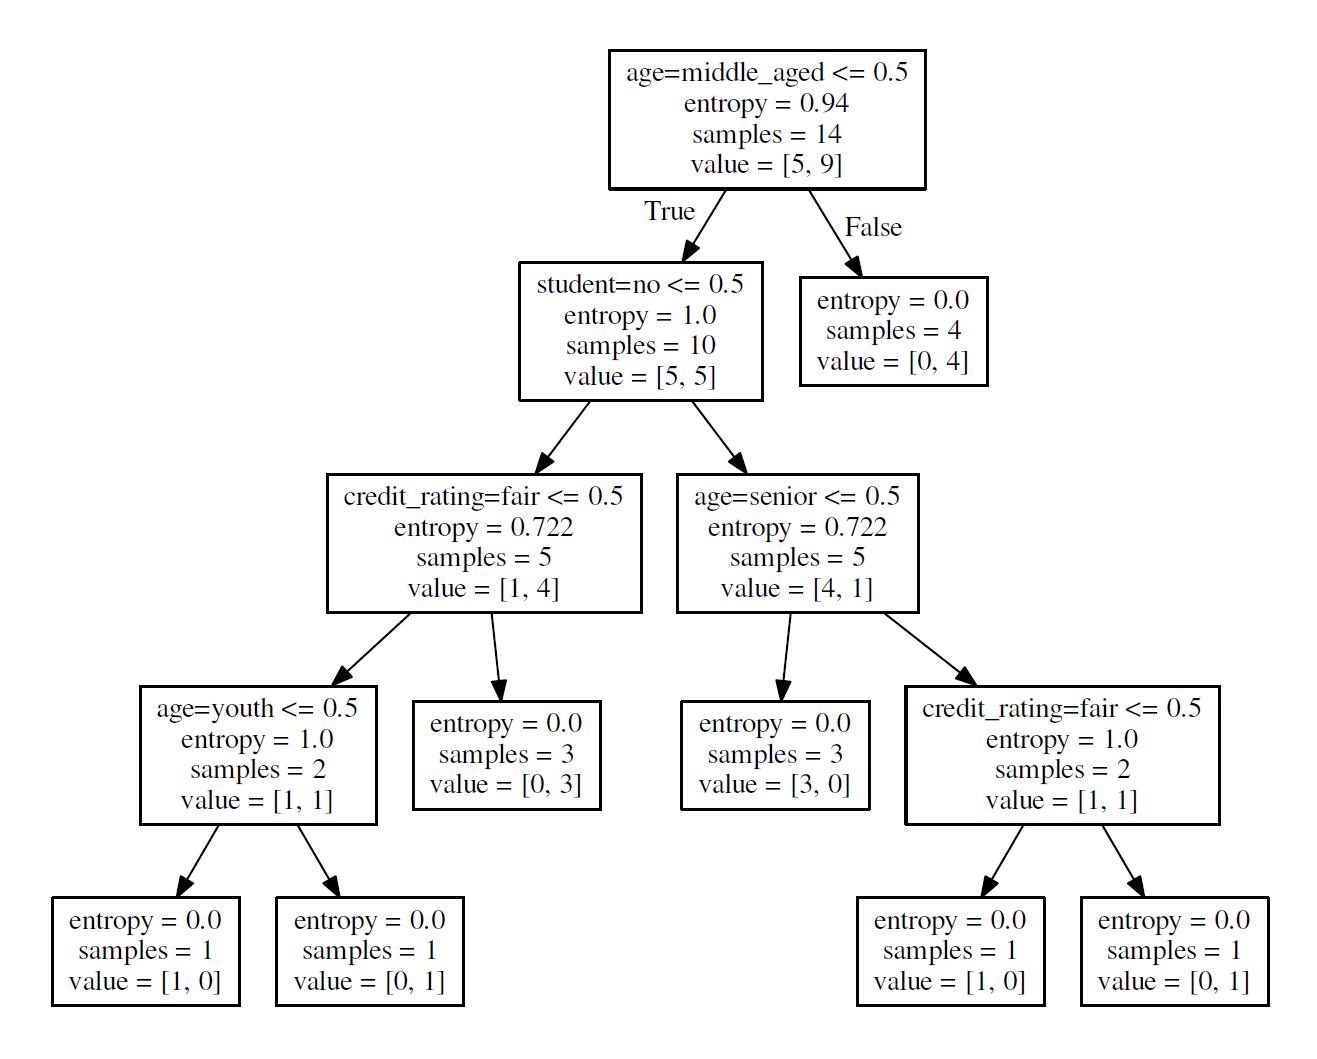 age=middle_aged <= 0.5
entropy = 0.94
samples = 14
value = [5, 9]
True
False
student=no <= 0.5
entropy = 1.0
samples = 10
value = [5, 5]
entropy = 0.0
samples = 4
value = [0, 4]
credit_rating=fair <= 0.5
entropy = 0.722
samples = 5
value = [1, 4]
age=senior <= 0.5
entropy = 0.722
samples = 5
value = [4, 1]
age=youth <= 0.5
entropy = 1.0
samples = 2
value = [1, 1]
entropy = 0.0
samples = 3
value = [0, 3]
entropy = 0.0
samples = 3
value = [3, 0]
credit_rating=fair <= 0.5
entropy = 1.0
samples = 2
value = [1, 1]
entropy = 0.0
samples = 1
value = [1, 0]
entropy = 0.0
samples = 1
value = [0, 1]
entropy = 0.0
samples = 1
value = [1, 0]
entropy = 0.0
samples = 1
value = [0, 1]